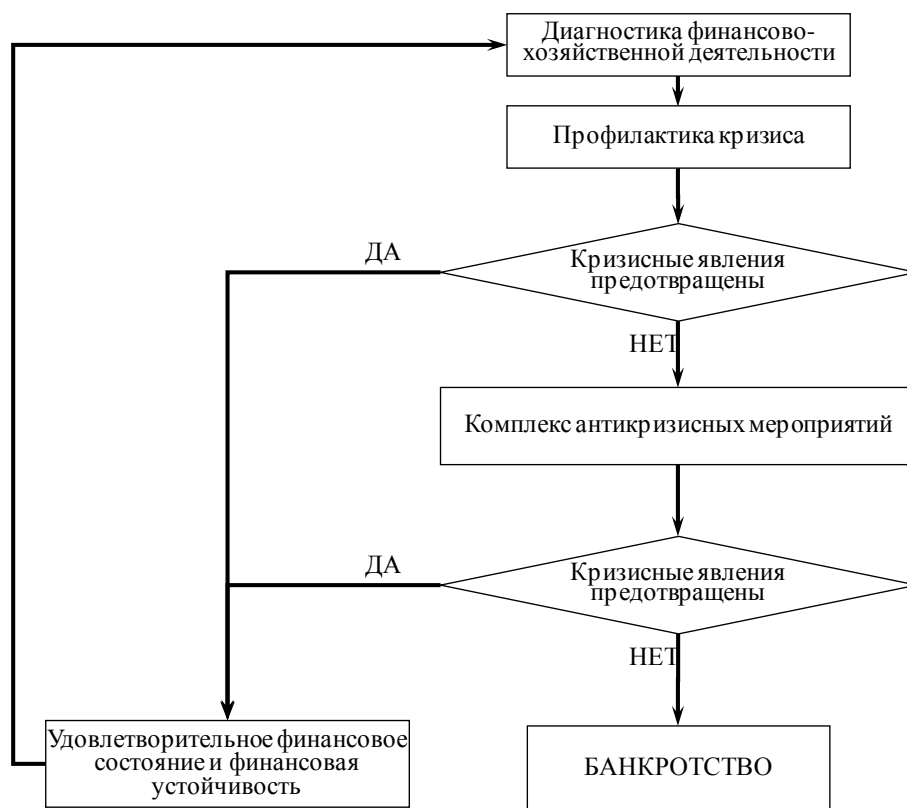 Диагностика финансово-
хозяйственной деятельности
Профилактика кризиса
ДА
Кризисные явления
предотвращены
НЕТ
Комплекс антикризисных мероприятий
ДА
Кризисные явления
предотвращены
НЕТ
Удовлетворительное финансовое
состояние и финансовая
устойчивость
БАНКРОТСТВО